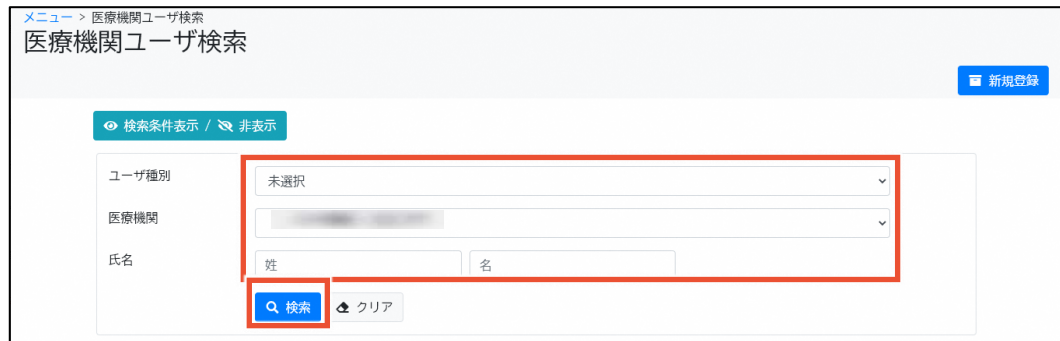 メニュー > 医療機関ユーザ検索
医療機関ユーザ検索
新規登録
検索条件表示 / 非表示
ユーザ種別
未選択
医療機関
氏名
姓 名
検索 クリア